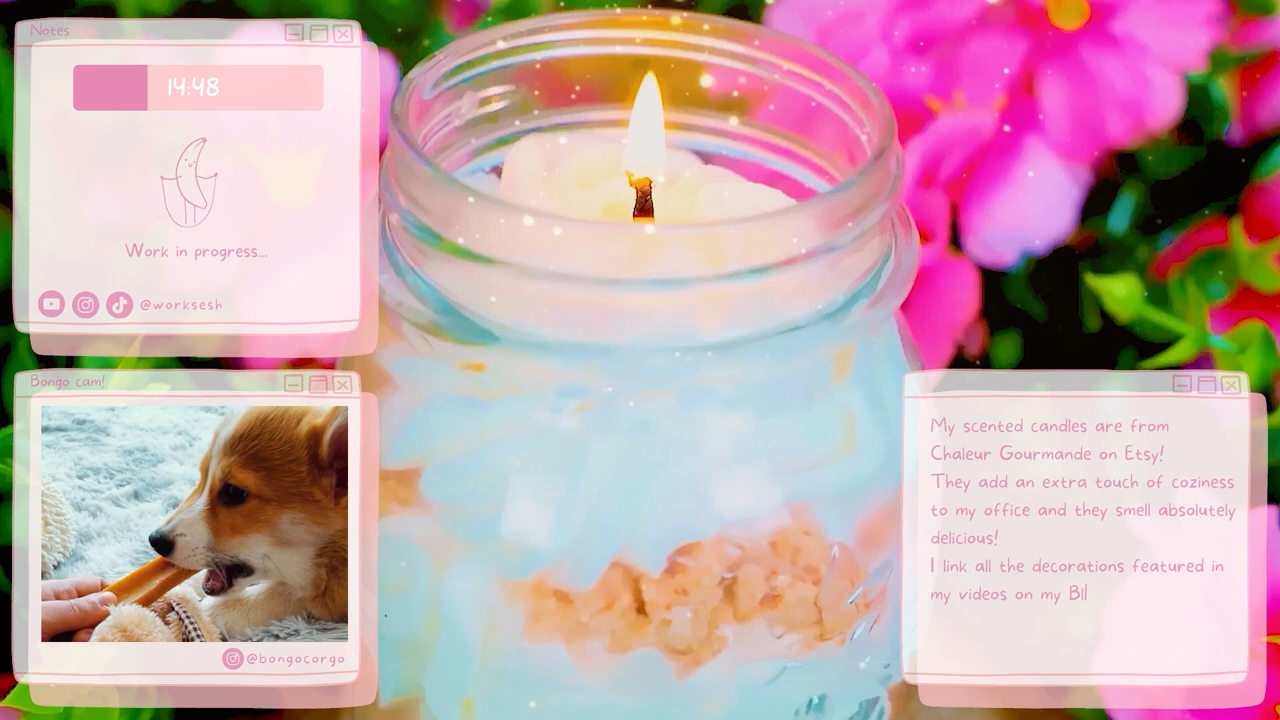 Notes
14:48
Work in progress...
@worksesh
Bongo cam!
@bongocorgo
My scented candles are from
Chaleur Gourmande on Etsy!
They add an extra touch of coziness
to my office and they smell absolutely
delicious!
I link all the decorations featured in
my videos on my Bll